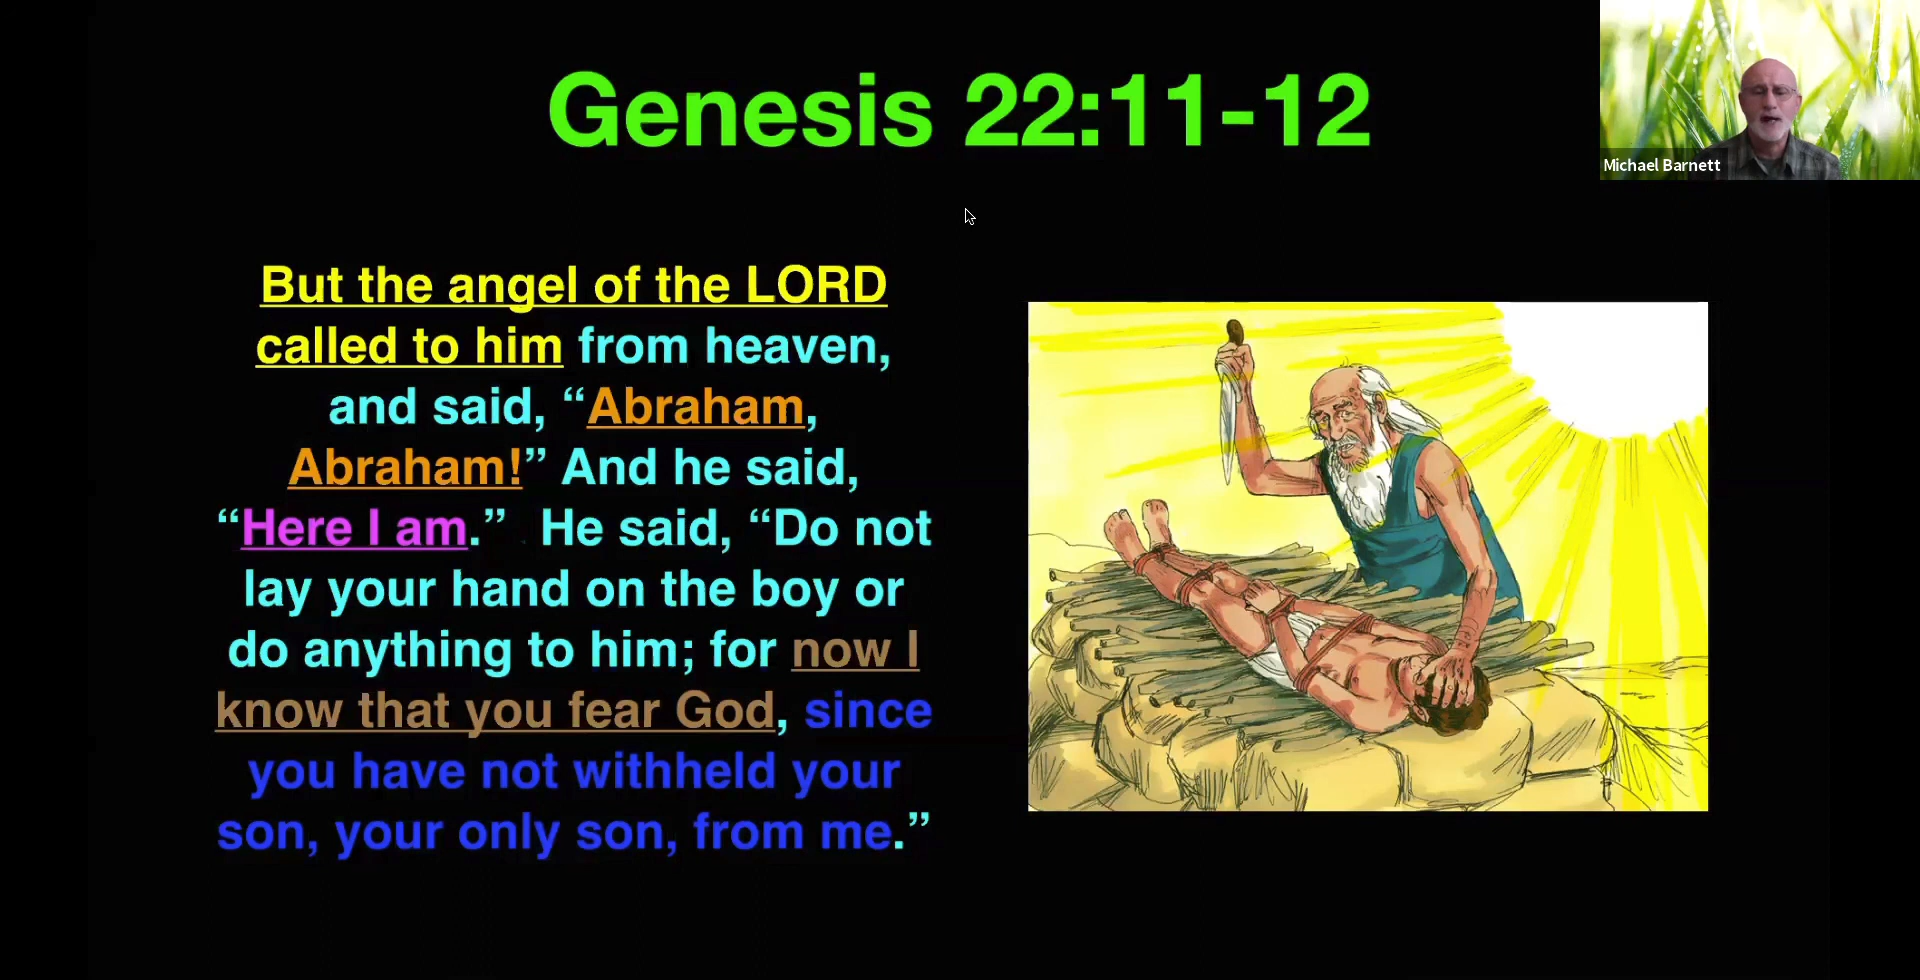 Genesis 22:11-12
Michael Barnett
But the angel of the LORD
called to him from heaven,
and said, “Abraham,
Abraham!” And he said,
“Here I am.” He said, “Do not
lay your hand on the boy or
do anything to him; for now I
know that you fear God, since
you have not withheld your
son, your only son, from me.”